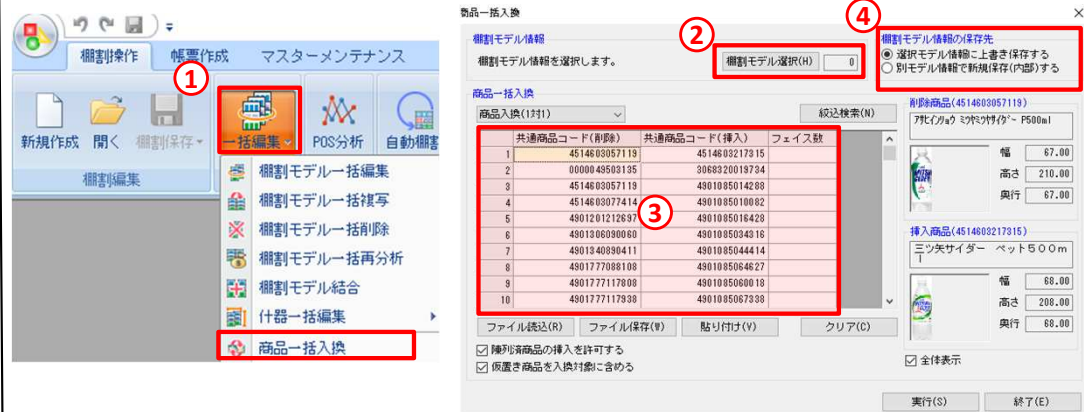 棚割操作 帳票作成 マスターメンテナンス
①
新規作成 開く 棚割保存 一括編集 POS分析 自動棚割
棚割編集
棚割モデル一括編集
棚割モデル一括複写
棚割モデル一括削除
棚割モデル一括再分析
棚割モデル結合
什器一括編集
商品一括入換
商品一括入換
棚割モデル情報
棚割モデル情報を選択します。
②
棚割モデル選択(H) 0
④
棚割モデル情報の保存先
選択モデル情報に上書き保存する
別モデル情報で新規保存(内部)する
商品一括入換
商品入換(1対1) 絞込検索(N)
共通商品コード(削除) 共通商品コード(挿入) フェイス数
1 4514603057119 4514603217315
2 0000049503135 3068320019734
3 4514603057119 4901085014288
4 4514603077414 4901085010082
5 4901201212697 4901085016428
6 4901306090060 4901085034316
7 4901340890411 4901085044414
8 4901777088108 4901085064627
9 4901777117808 4901085060018
10 4901777117938 4901085067338
③
ファイル読込(R) ファイル保存(W) 貼り付け(V) クリア(C)
陳列済商品の挿入を許可する
仮置き商品を入換対象に含める
削除商品(4514603057119)
アサヒインリョウ ミツヤミツヤサイダ- P500ml
幅 67.00
高さ 210.00
奥行 67.00
挿入商品(4514603217315)
三ツ矢サイダー ペット500m
l
幅 68.00
高さ 208.00
奥行 68.00
全体表示
実行(S) 終了(E)